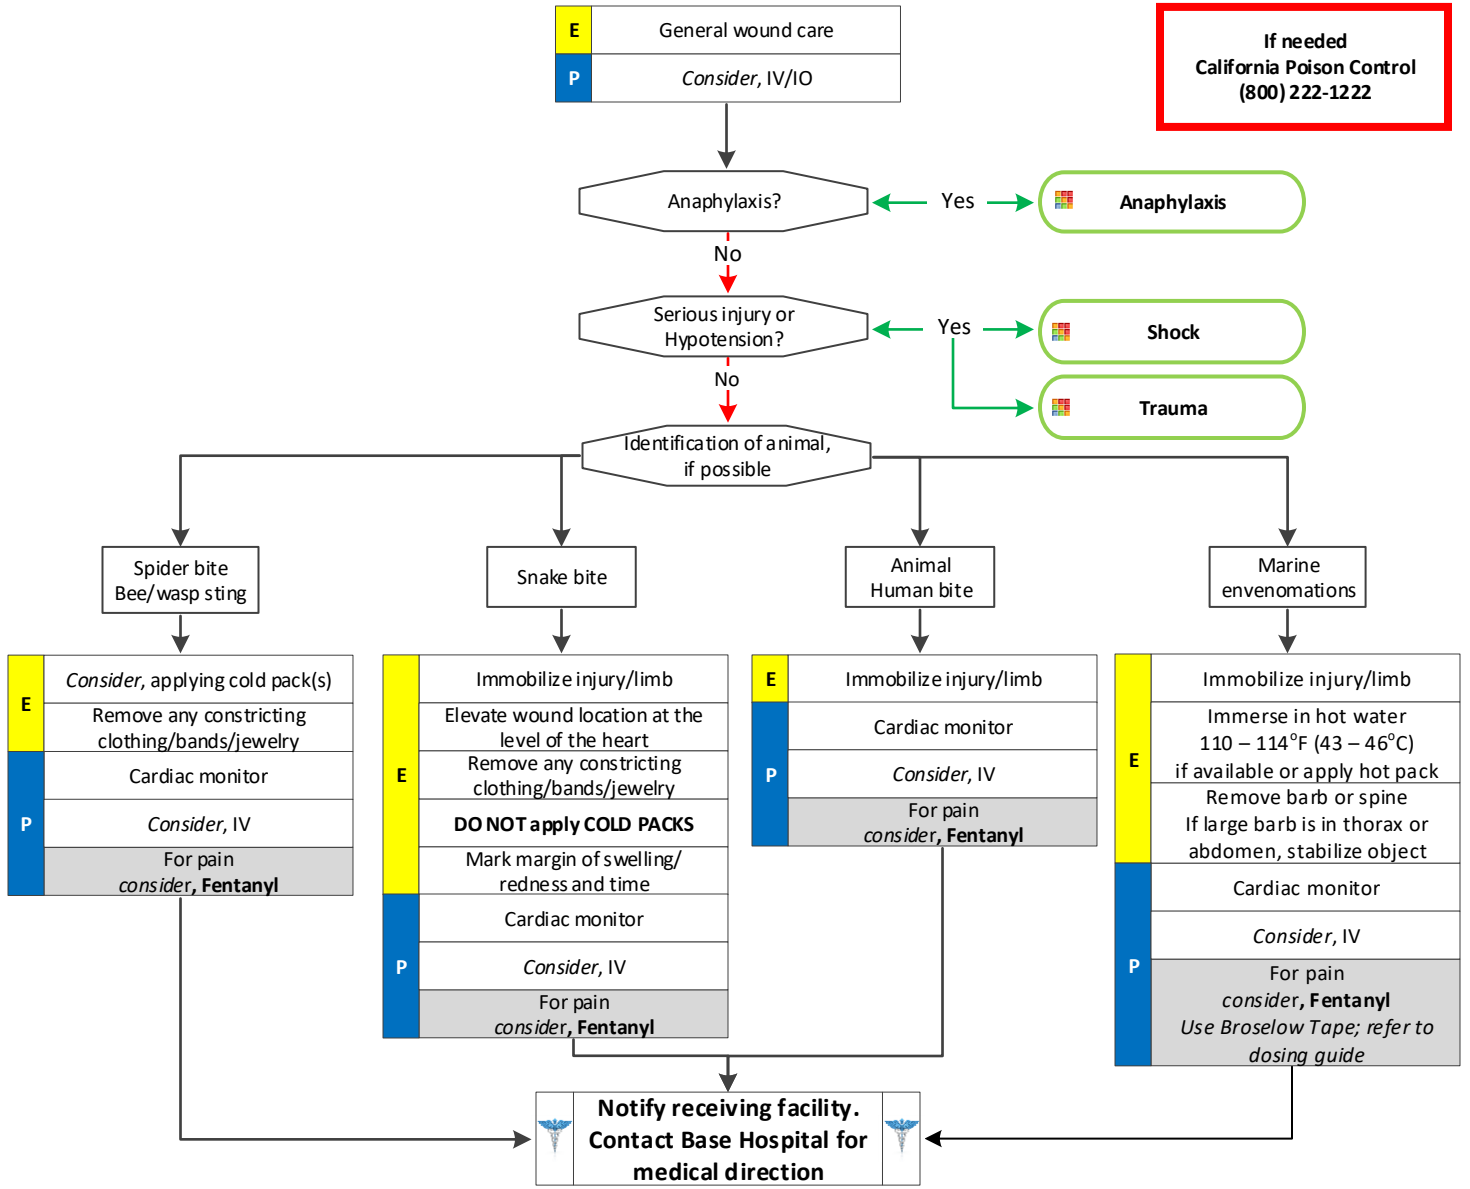 E
General wound care
P
Consider, IV/IO
If needed
California Poison Control
(800) 222-1222
Anaphylaxis?
Yes
Anaphylaxis
No
Serious injury or
Hypotension?
Yes
Shock
Trauma
No
Identification of animal,
if possible
Spider bite
Bee/wasp sting
E
Consider, applying cold pack(s)
Remove any constricting
clothing/bands/jewelry
P
Cardiac monitor
Consider, IV
For pain
consider, Fentanyl
Snake bite
E
Immobilize injury/limb
Elevate wound location at the
level of the heart
Remove any constricting
clothing/bands/jewelry
DO NOT apply COLD PACKS
Mark margin of swelling/
redness and time
P
Cardiac monitor
Consider, IV
For pain
consider, Fentanyl
Animal
Human bite
E
Immobilize injury/limb
P
Cardiac monitor
Consider, IV
For pain
consider, Fentanyl
Marine
envenomations
E
Immobilize injury/limb
Immerse in hot water
110 – 114°F (43 – 46°C)
if available or apply hot pack
Remove barb or spine
If large barb is in thorax or
abdomen, stabilize object
P
Cardiac monitor
Consider, IV
For pain
consider, Fentanyl
Use Broselow Tape; refer to
dosing guide
Notify receiving facility.
Contact Base Hospital for
medical direction